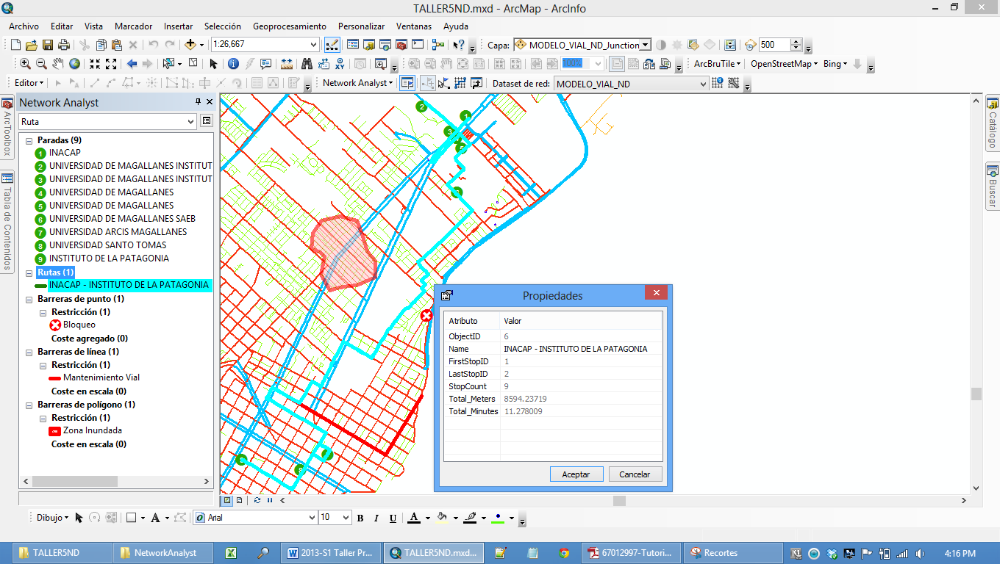 TALLER5ND.mxd - ArcMap - ArcInfo
Archivo Editar Vista Marcador Insertar Selección Geoprocesamiento Personalizar Ventanas Ayuda
1:26,667 Capa: MODELO_VIAL_ND_Junction 500
100% ArcBruTile OpenStreetMap Bing
Editor Network Analyst Dataset de red: MODELO_VIAL_ND
ArcToolbox
Tabla de Contenidos
Network Analyst
Ruta
Paradas (9)
1 INACAP
2 UNIVERSIDAD DE MAGALLANES INSTITUT
3 UNIVERSIDAD DE MAGALLANES INSTITUT
4 UNIVERSIDAD DE MAGALLANES
5 UNIVERSIDAD DE MAGALLANES
6 UNIVERSIDAD DE MAGALLANES SAEB
7 UNIVERSIDAD ARCIS MAGALLANES
8 UNIVERSIDAD SANTO TOMAS
9 INSTITUTO DE LA PATAGONIA
Rutas (1)
INACAP - INSTITUTO DE LA PATAGONIA
Barreras de punto (1)
Restricción (1)
Bloqueo
Coste agregado (0)
Barreras de línea (1)
Restricción (1)
Mantenimiento Vial
Coste en escala (0)
Barreras de polígono (1)
Restricción (1)
Zona Inundada
Coste en escala (0)
2
1
3
5
6
8
Propiedades
Atributo Valor
ObjectID 6
Name INACAP - INSTITUTO DE LA PATAGONIA
FirstStopID 1
LastStopID 2
StopCount 9
Total_Meters 8594.23719
Total_Minutes 11.278009
Aceptar Cancelar
Catálogo
Buscar
Dibujo A Arial 10 B I U A
TALLER5ND NetworkAnalyst 2013-S1 Taller Pr... TALLER5ND.mxd... 67012997-Tutori... Recortes 4:16 PM